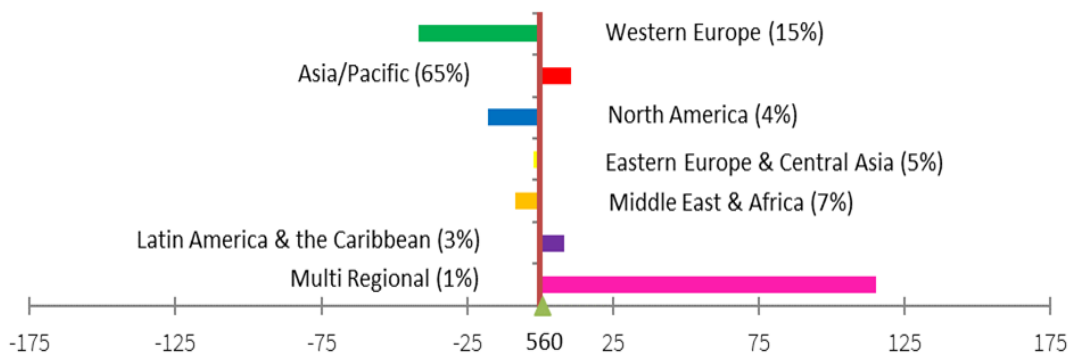 Western Europe (15%)
Asia/Pacific (65%)
North America (4%)
Eastern Europe & Central Asia (5%)
Middle East & Africa (7%)
Latin America & the Caribbean (3%)
Multi Regional (1%)
-175 -125 -75 -25 560 25 75 125 175